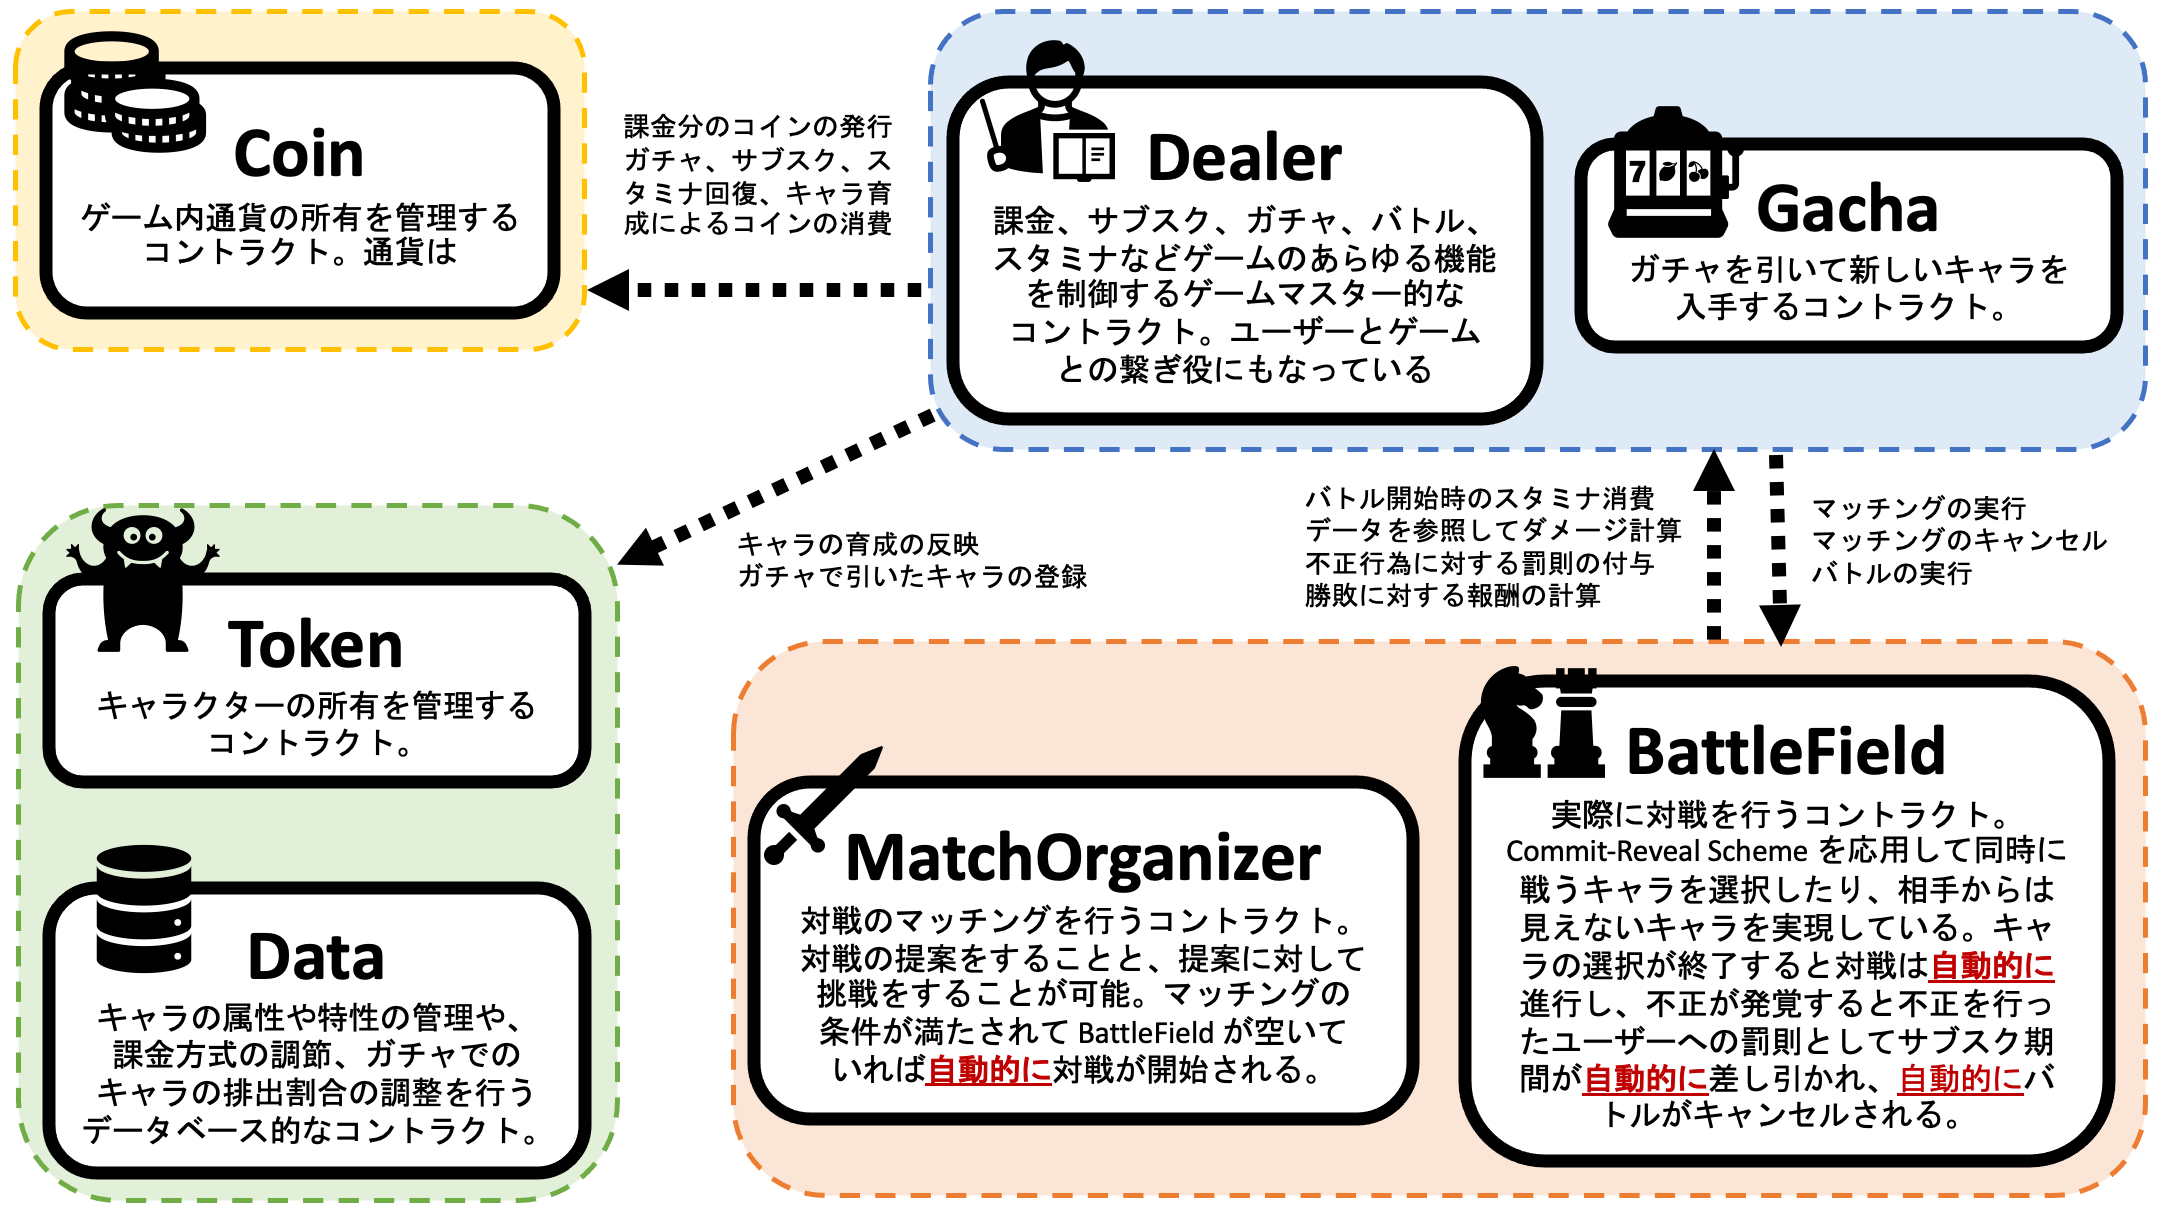 Coin
ゲーム内通貨の所有を管理する
コントラクト。通貨は
課金分のコインの発行
ガチャ、サブスク、ス
タミナ回復、キャラ育
成によるコインの消費
Dealer
課金、サブスク、ガチャ、バトル、
スタミナなどゲームのあらゆる機能
を制御するゲームマスター的な
コントラクト。ユーザーとゲーム
との繋ぎ役にもなっている
7
Gacha
ガチャを引いて新しいキャラを
入手するコントラクト。
キャラの育成の反映
ガチャで引いたキャラの登録
バトル開始時のスタミナ消費
データを参照してダメージ計算
不正行為に対する罰則の付与
勝敗に対する報酬の計算
マッチングの実行
マッチングのキャンセル
バトルの実行
Token
キャラクターの所有を管理する
コントラクト。
Data
キャラの属性や特性の管理や、
課金方式の調節、ガチャでの
キャラの排出割合の調整を行う
データベース的なコントラクト。
MatchOrganizer
対戦のマッチングを行うコントラクト。
対戦の提案をすることと、提案に対して
挑戦をすることが可能。マッチングの
条件が満たされて BattleField が空いて
いれば自動的に対戦が開始される。
BattleField
実際に対戦を行うコントラクト。
Commit-Reveal Scheme を応用して同時に
戦うキャラを選択したり、相手からは
見えないキャラを実現している。キャ
ラの選択が終了すると対戦は自動的に
進行し、不正が発覚すると不正を行っ
たユーザーへの罰則としてサブスク期
間が自動的に差し引かれ、自動的にバ
トルがキャンセルされる。